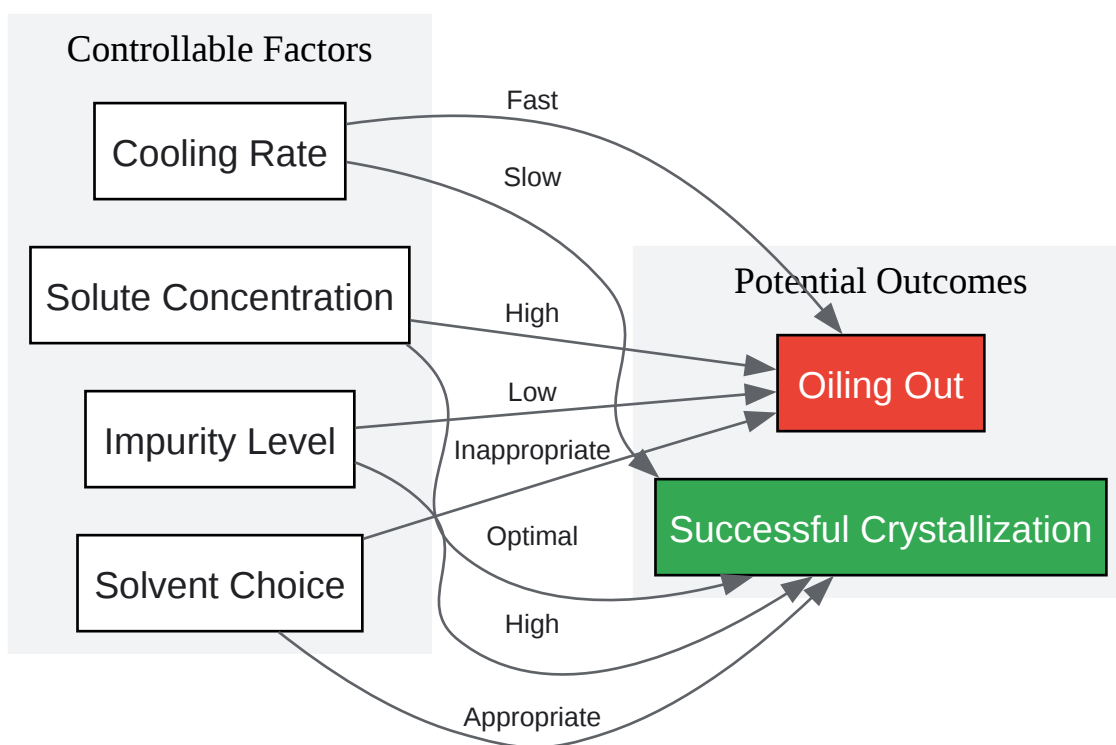 Controllable Factors
Cooling Rate
Solute Concentration
Impurity Level
Solvent Choice
Fast
Slow
High
Low
Inappropriate
Optimal
High
Appropriate
Potential Outcomes
Oiling Out
Successful Crystallization